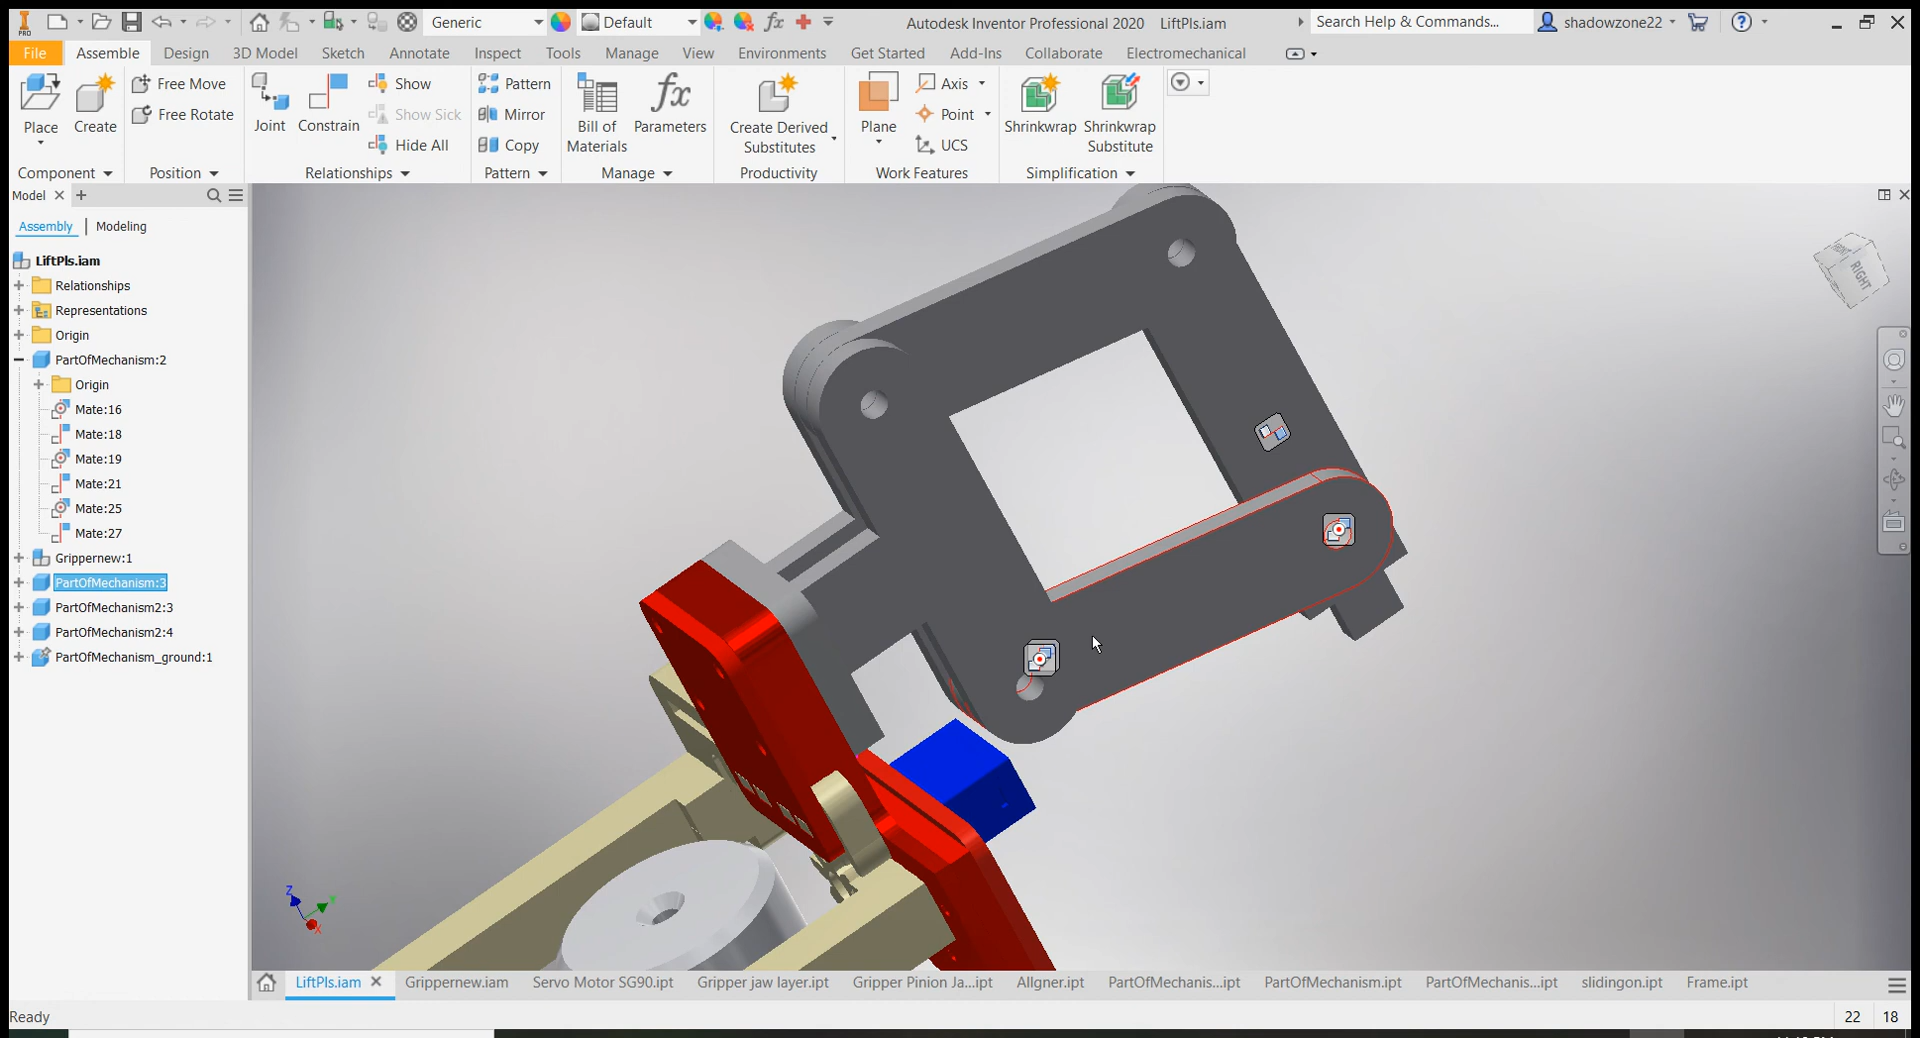 PRO
Generic
Default
fx
Autodesk Inventor Professional 2020 LiftPls.iam
Search Help & Commands...
shadowzone22
File Assemble Design 3D Model Sketch Annotate Inspect Tools Manage View Environments Get Started Add-Ins Collaborate Electromechanical
Place
Create
Free Move
Free Rotate
Joint
Constrain
Show
Show Sick
Hide All
Pattern
Mirror
Copy
Bill of
Materials
fx
Parameters
Create Derived
Substitutes
Plane
Axis
Point
UCS
Shrinkwrap
Shrinkwrap
Substitute
Component Position Relationships Pattern Manage Productivity Work Features Simplification
Model
Assembly | Modeling
LiftPls.iam
Relationships
Representations
Origin
PartOfMechanism:2
Origin
Mate:16
Mate:18
Mate:19
Mate:21
Mate:25
Mate:27
Grippernew:1
PartOfMechanism:3
PartOfMechanism2:3
PartOfMechanism2:4
PartOfMechanism_ground:1
RIGHT
Z
X
LiftPls.iam Grippernew.iam Servo Motor SG90.ipt Gripper jaw layer.ipt Gripper Pinion Ja...ipt Allgner.ipt PartOfMechanis...ipt PartOfMechanism.ipt PartOfMechanis...ipt slidingon.ipt Frame.ipt
Ready
22 18